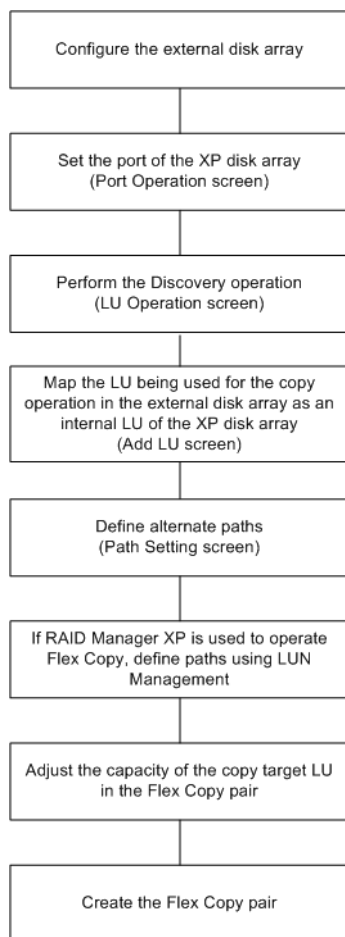 Configure the external disk array
Set the port of the XP disk array
(Port Operation screen)
Perform the Discovery operation
(LU Operation screen)
Map the LU being used for the copy
operation in the external disk array as an
internal LU of the XP disk array
(Add LU screen)
Define alternate paths
(Path Setting screen)
If RAID Manager XP is used to operate
Flex Copy, define paths using LUN
Management
Adjust the capacity of the copy target LU
in the Flex Copy pair
Create the Flex Copy pair